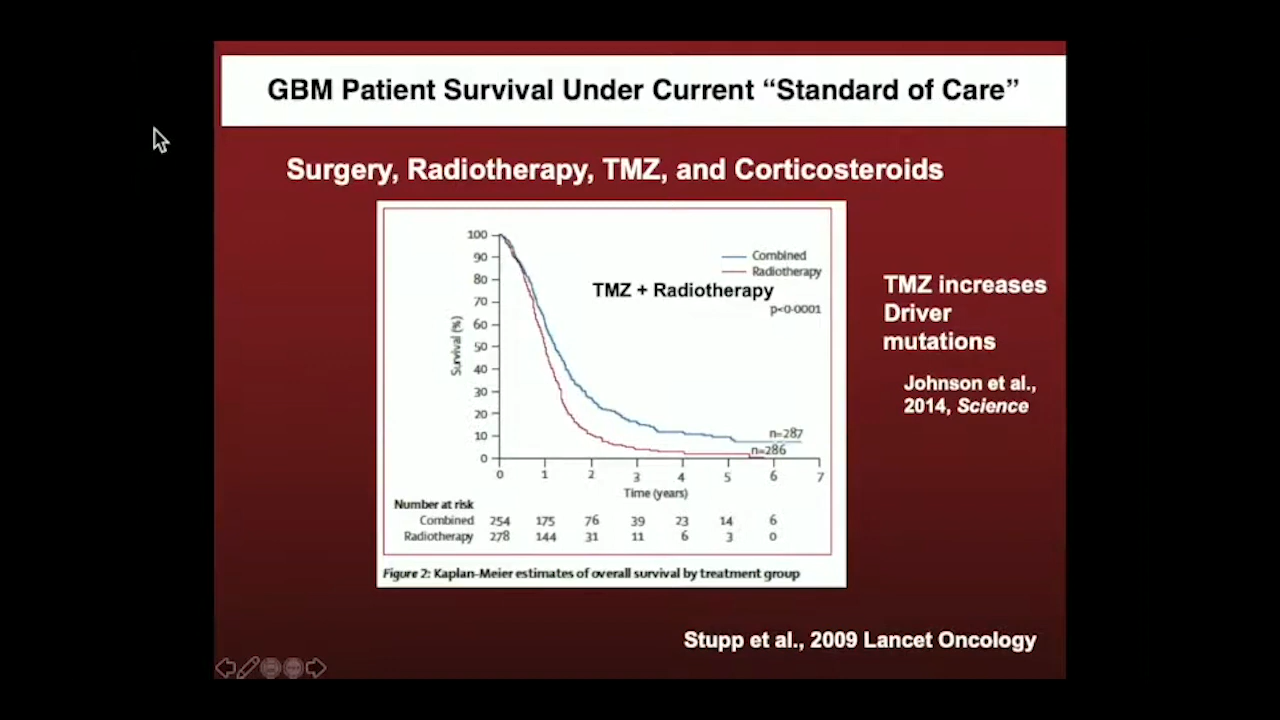 GBM Patient Survival Under Current “Standard of Care”
Surgery, Radiotherapy, TMZ, and Corticosteroids
100
90
80
70
60
50
40
30
20
10
0
Survival (%)
Combined
Radiotherapy
TMZ + Radiotherapy
p<0·0001
n=287
n=286
0 1 2 3 4 5 6 7
Time (years)
Number at risk
Combined 254 175 76 39 23 14 6
Radiotherapy 278 144 31 11 6 3 0
Figure 2: Kaplan-Meier estimates of overall survival by treatment group
TMZ increases
Driver
mutations
Johnson et al.,
2014, Science
Stupp et al., 2009 Lancet Oncology